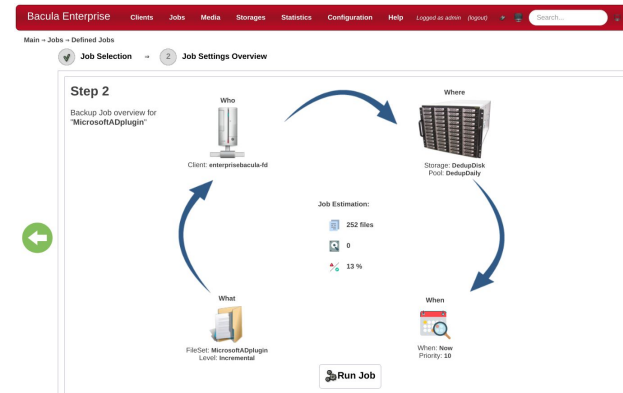 Bacula Enterprise Clients Jobs Media Storages Statistics Configuration Help Logged as admin (logout) Search...
Main → Jobs → Defined Jobs
Job Selection → 2 Job Settings Overview
Step 2
Backup Job overview for
"MicrosoftADplugin"
Who
Client: enterprisebacula-fd
Where
Storage: DedupDisk
Pool: DedupDaily
Job Estimation:
252 files
0
13 %
What
FileSet: MicrosoftADplugin
Level: Incremental
When
When: Now
Priority: 10
Run Job